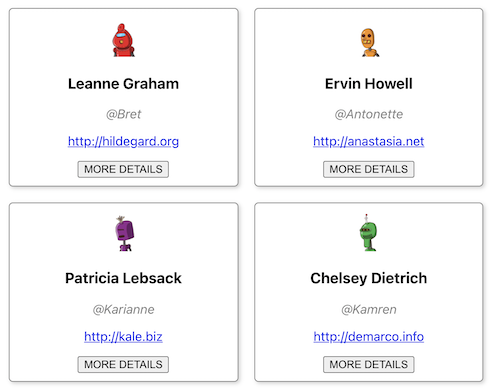 Leanne Graham
@Bret
http://hildegard.org
MORE DETAILS
Ervin Howell
@Antonette
http://anastasia.net
MORE DETAILS
Patricia Lebsack
@Karianne
http://kale.biz
MORE DETAILS
Chelsey Dietrich
@Kamren
http://demarco.info
MORE DETAILS